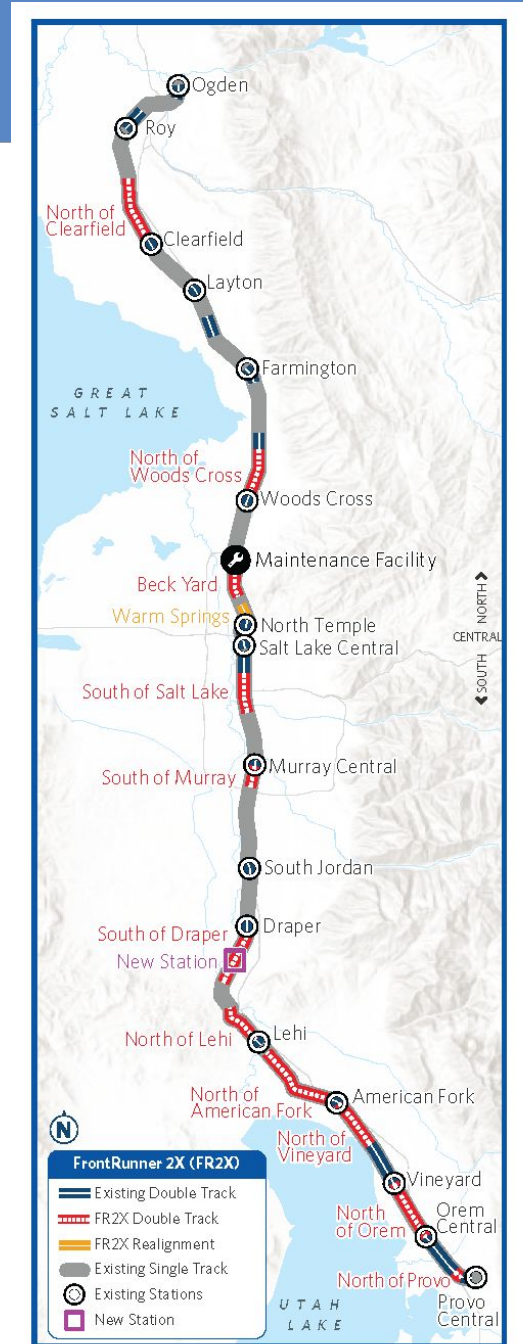 Ogden
Roy
North of
Clearfield
Clearfield
Layton
Farmington
GREAT
SALT LAKE
North of
Woods Cross
Woods Cross
Maintenance Facility
Beck Yard
NORTH
CENTRAL
SOUTH
Warm Springs
North Temple
Salt Lake Central
South of Salt Lake
Murray Central
South of Murray
South Jordan
Draper
South of Draper
New Station
Lehi
North of Lehi
North of
American Fork
American Fork
North of
Vineyard
Vineyard
North
of Orem
Orem
Central
North of Provo
Provo
Central
UTAH
LAKE
N
FrontRunner 2X (FR2X)
Existing Double Track
FR2X Double Track
FR2X Realignment
Existing Single Track
Existing Stations
New Station